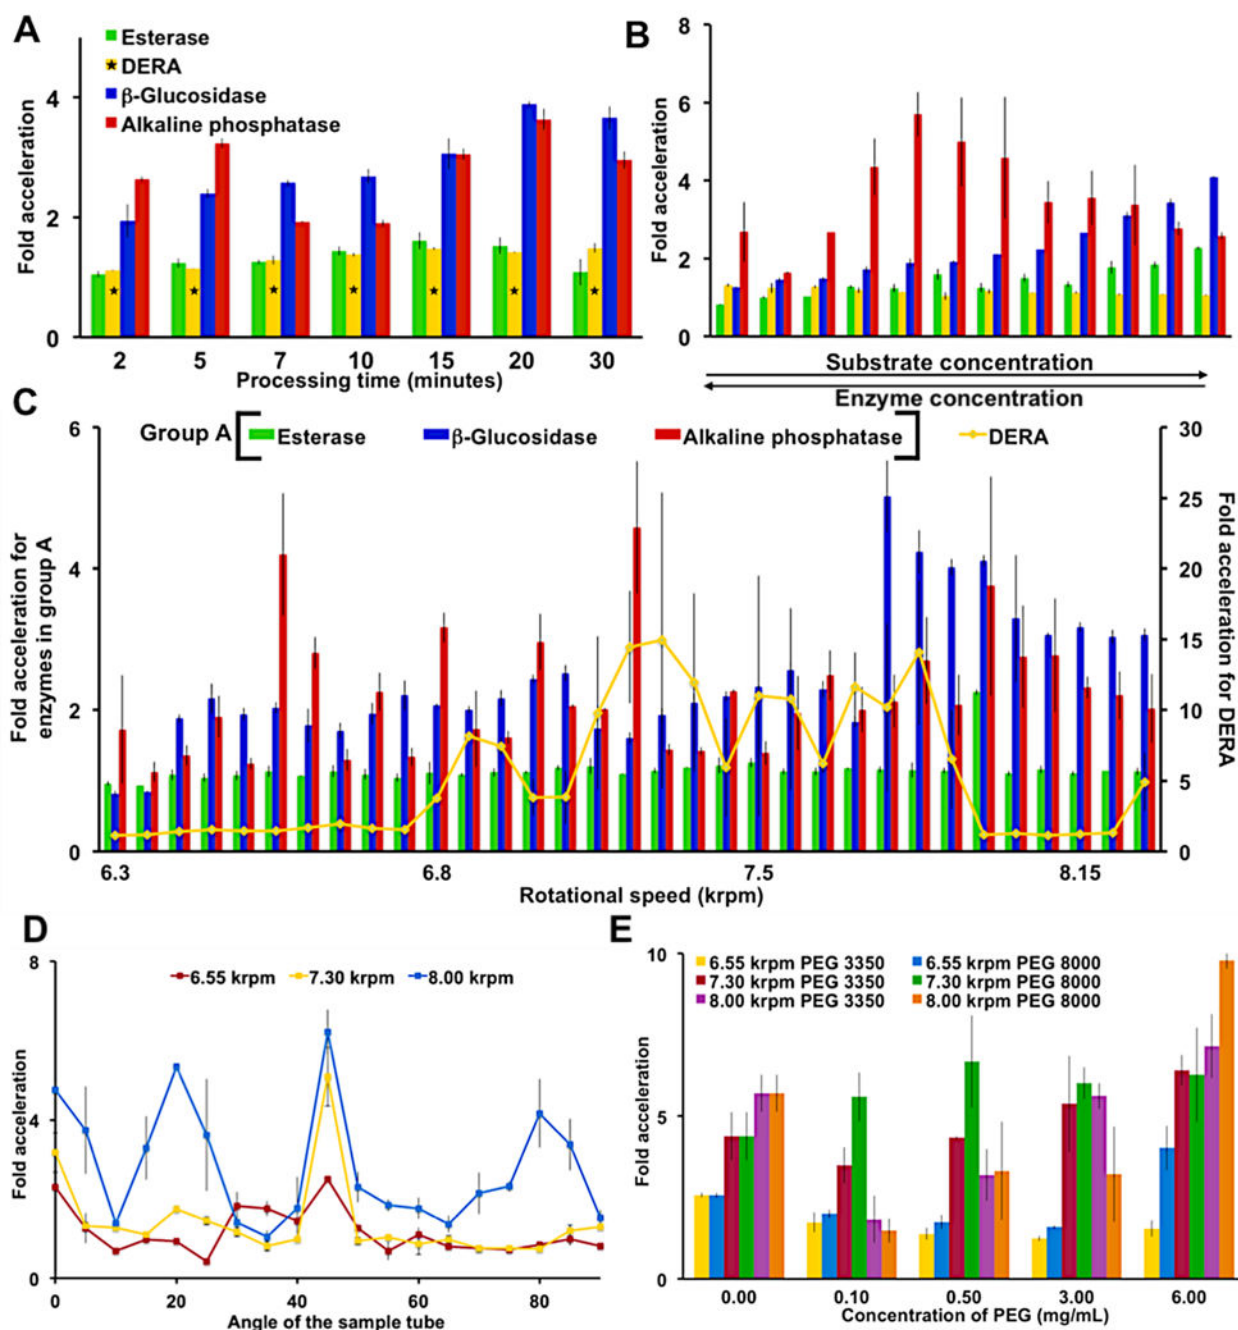 A
Esterase
DERA
β-Glucosidase
Alkaline phosphatase
Fold acceleration
4
2
0
2 5 7 10 15 20 30
Processing time (minutes)
B
Fold acceleration
8
6
4
2
0
Substrate concentration
Enzyme concentration
C
Group A
Esterase β-Glucosidase Alkaline phosphatase DERA
Fold acceleration for
enzymes in group A
6
4
2
0
Fold acceleration for DERA
30
25
20
15
10
5
0
6.3 6.8 7.5 8.15
Rotational speed (krpm)
D
6.55 krpm 7.30 krpm 8.00 krpm
Fold acceleration
8
4
0
0 20 40 60 80
Angle of the sample tube
E
6.55 krpm PEG 3350 6.55 krpm PEG 8000
7.30 krpm PEG 3350 7.30 krpm PEG 8000
8.00 krpm PEG 3350 8.00 krpm PEG 8000
Fold acceleration
10
5
0
0.00 0.10 0.50 3.00 6.00
Concentration of PEG (mg/mL)